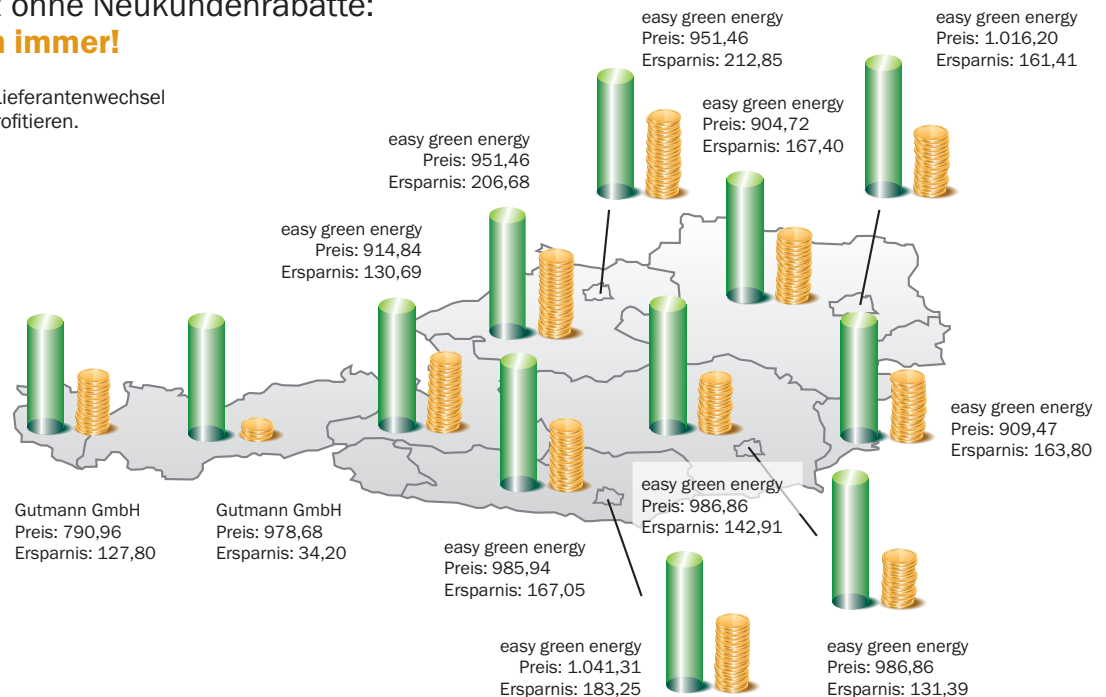 ohne Neukundenrabatte:
immer!
Lieferantenwechsel
easy green energy
Preis: 951,46
Ersparnis: 212,85
easy green energy
Preis: 1.016,20
Ersparnis: 161,41
easy green energy
Preis: 904,72
Ersparnis: 167,40
easy green energy
Preis: 951,46
Ersparnis: 206,68
easy green energy
Preis: 914,84
Ersparnis: 130,69
easy green energy
Preis: 909,47
Ersparnis: 163,80
Gutmann GmbH
Preis: 790,96
Ersparnis: 127,80
Gutmann GmbH
Preis: 978,68
Ersparnis: 34,20
easy green energy
Preis: 986,86
Ersparnis: 142,91
easy green energy
Preis: 985,94
Ersparnis: 167,05
easy green energy
Preis: 1.041,31
Ersparnis: 183,25
easy green energy
Preis: 986,86
Ersparnis: 131,39